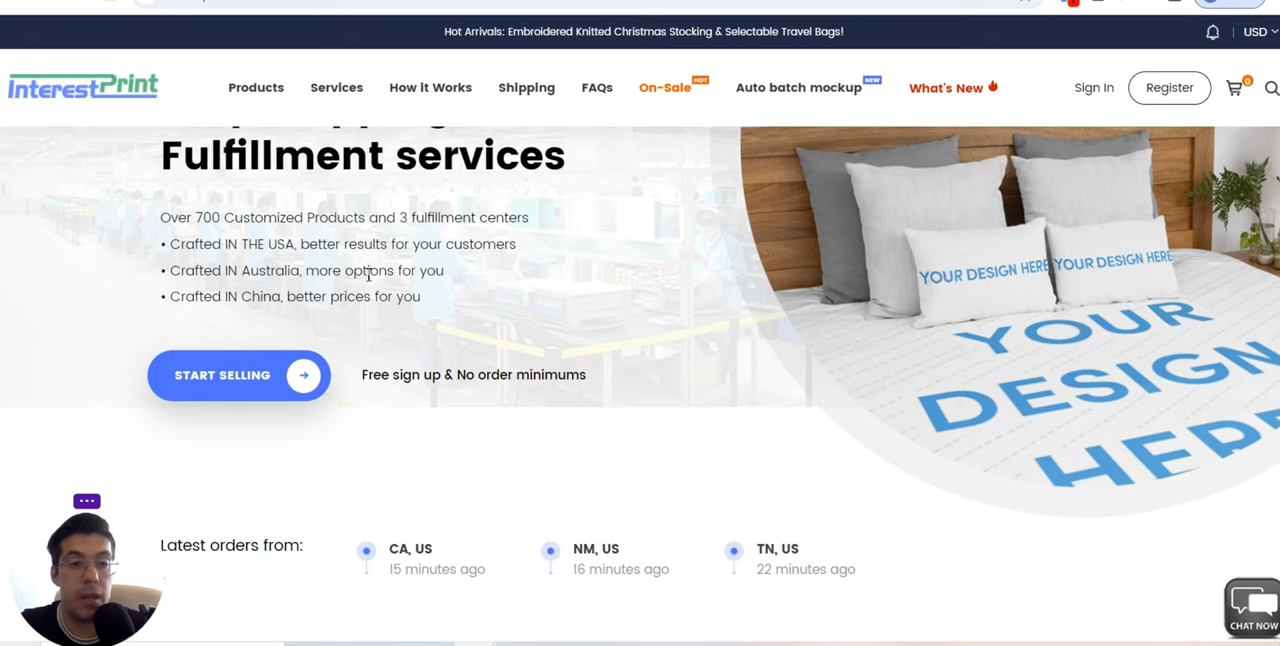 Hot Arrivals: Embroidered Knitted Christmas Stocking & Selectable Travel Bags!
USD
InterestPrint
Products
Services
How it Works
Shipping
FAQs
On-Sale
HOT
Auto batch mockup
NEW
What's New
Sign In
Register
0
Fulfillment services
Over 700 Customized Products and 3 fulfillment centers
• Crafted IN THE USA, better results for your customers
• Crafted IN Australia, more options for you
• Crafted IN China, better prices for you
START SELLING
Free sign up & No order minimums
YOUR DESIGN HERE
YOUR DESIGN HERE
YOUR
DESIGN
HERE
Latest orders from:
CA, US
15 minutes ago
NM, US
16 minutes ago
TN, US
22 minutes ago
CHAT NOW